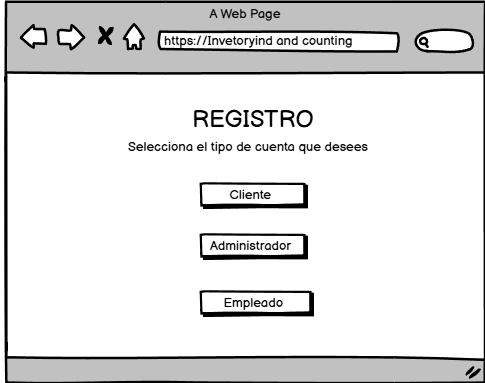 A Web Page
https://Invetoryind and counting
REGISTRO
Selecciona el tipo de cuenta que desees
Cliente
Administrador
Empleado